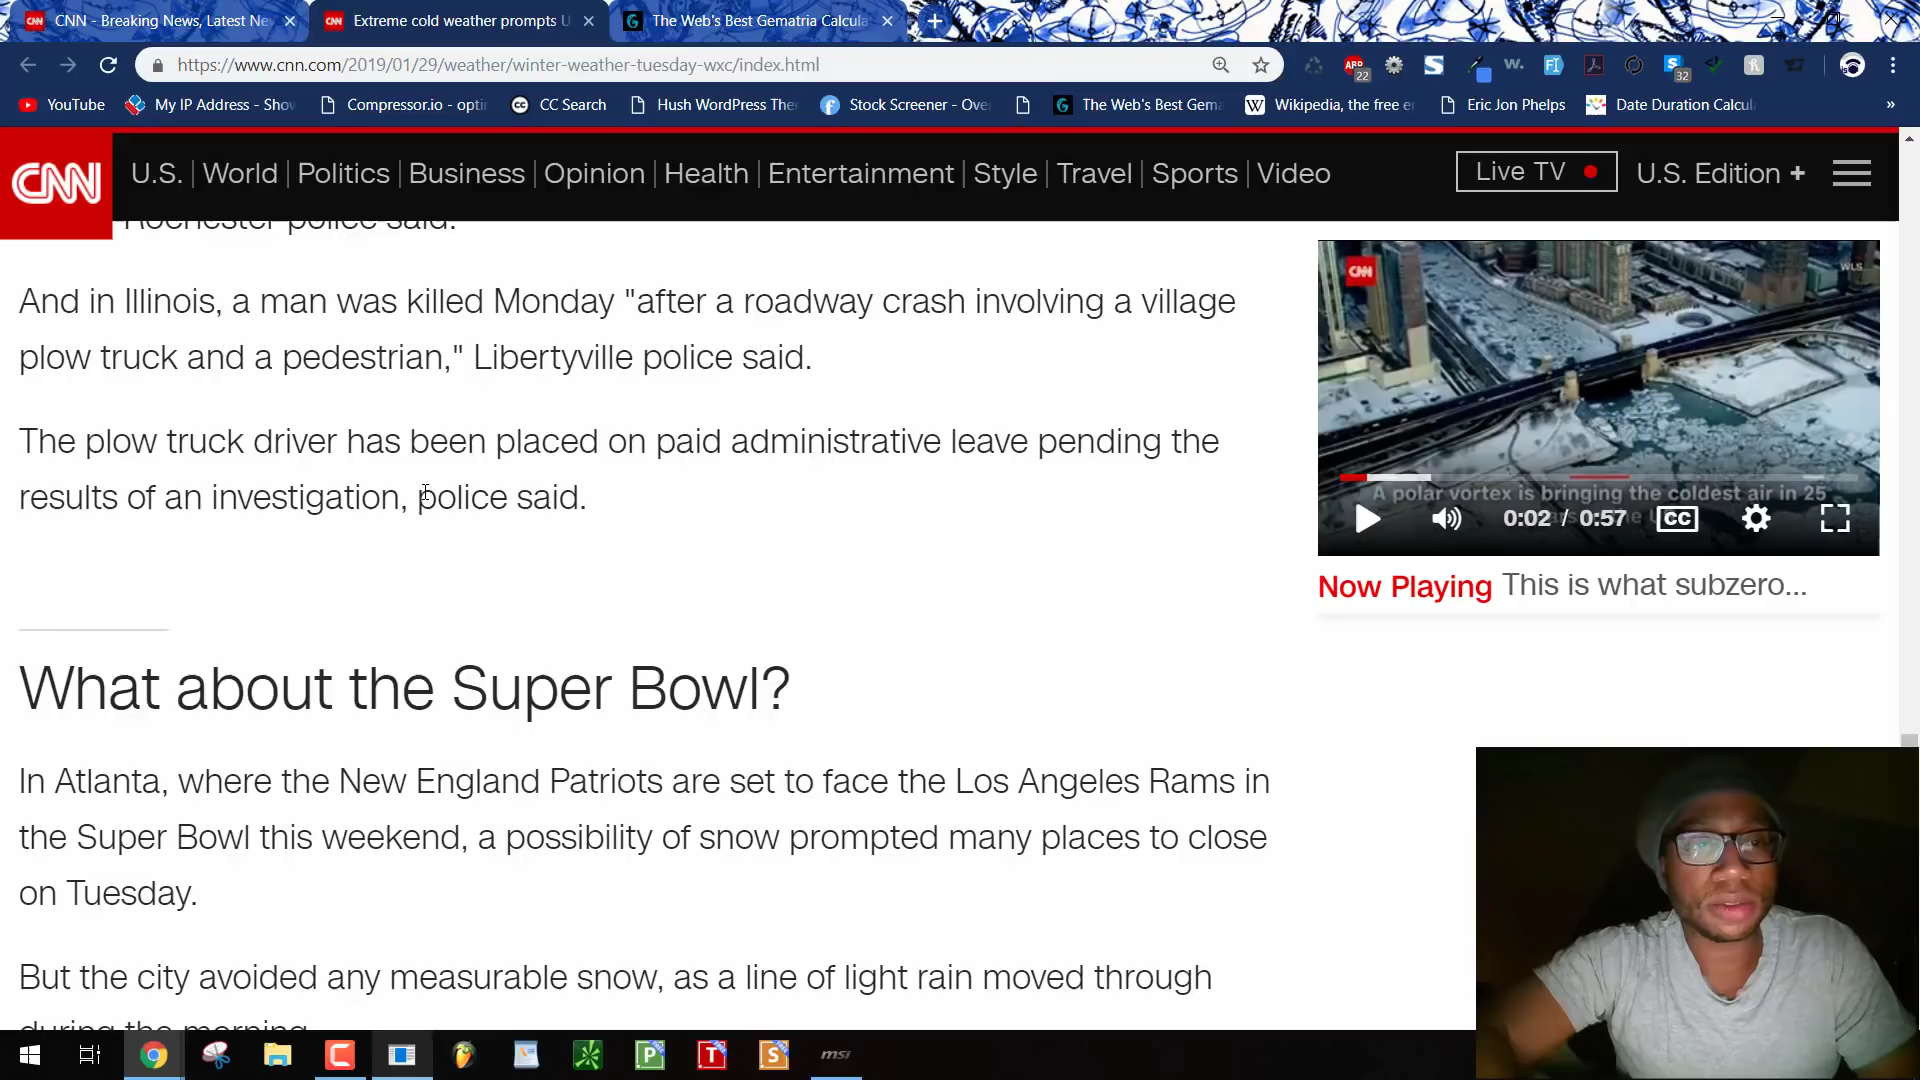 CNN - Breaking News, Latest Ne
Extreme cold weather prompts U
The Web's Best Gematria Calcula
https://www.cnn.com/2019/01/29/weather/winter-weather-tuesday-wxc/index.html
ABP
22
32
YouTube
My IP Address - Sho
Compressor.io - opti
CC Search
Hush WordPress The
Stock Screener - Ove
The Web's Best Gema
Wikipedia, the free e
Eric Jon Phelps
Date Duration Calcu
»
CNN
U.S. World Politics Business Opinion Health Entertainment Style Travel Sports Video
Live TV
U.S. Edition +
Rochester police said.
And in Illinois, a man was killed Monday "after a roadway crash involving a village
plow truck and a pedestrian," Libertyville police said.
The plow truck driver has been placed on paid administrative leave pending the
results of an investigation, police said.
CNN
WLS
A polar vortex is bringing the coldest air in 25
0:02 / 0:57
CC
Now Playing This is what subzero...
What about the Super Bowl?
In Atlanta, where the New England Patriots are set to face the Los Angeles Rams in
the Super Bowl this weekend, a possibility of snow prompted many places to close
on Tuesday.
But the city avoided any measurable snow, as a line of light rain moved through
during the morning.
P
T
S
msi